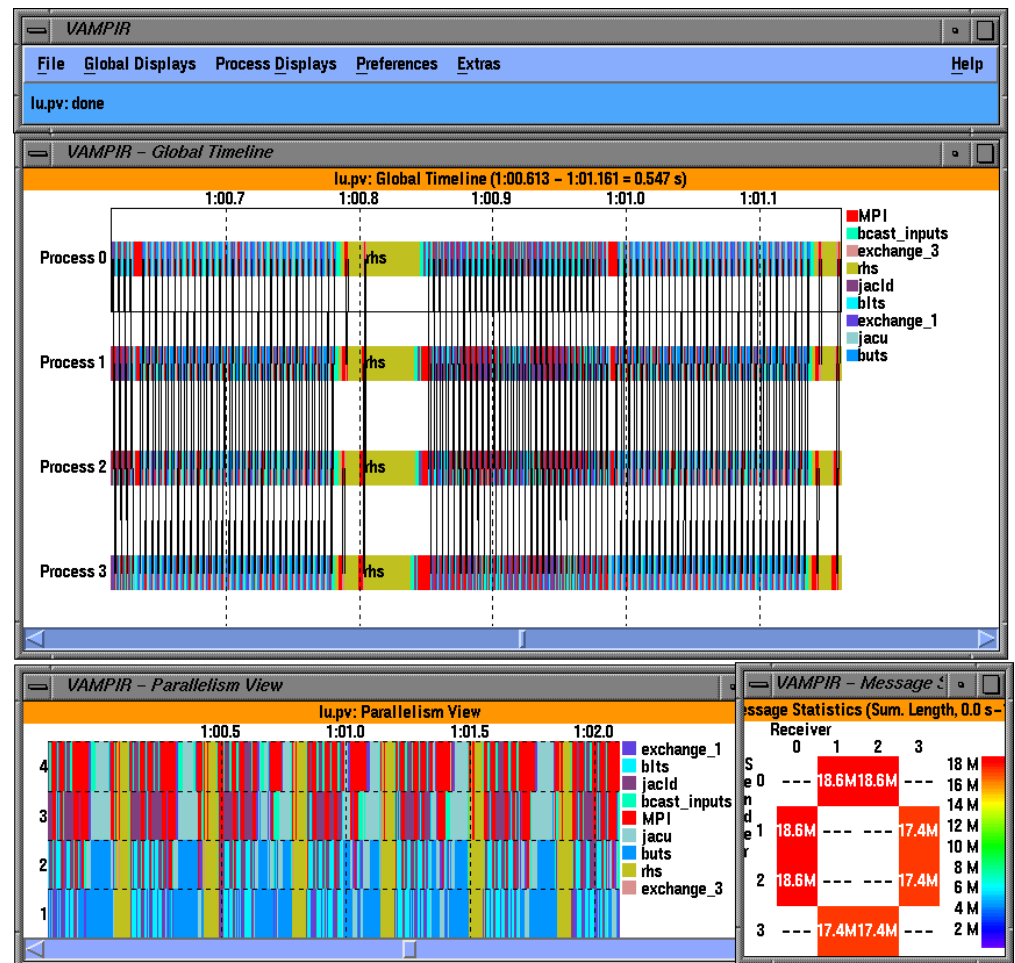 VAMPIR
File Global Displays Process Displays Preferences Extras Help
lu.pv: done
VAMPIR – Global Timeline
lu.pv: Global Timeline (1:00.613 – 1:01.161 = 0.547 s)
1:00.7 1:00.8 1:00.9 1:01.0 1:01.1
MPI
bcast_inputs
exchange_3
rhs
jacld
blts
exchange_1
jacu
buts
Process 0 rhs
Process 1 rhs
Process 2 rhs
Process 3 rhs
VAMPIR – Parallelism View
lu.pv: Parallelism View
1:00.5 1:01.0 1:01.5 1:02.0
4
3
2
1
exchange_1
blts
jacld
bcast_inputs
MPI
jacu
buts
rhs
exchange_3
VAMPIR – Message
essage Statistics (Sum. Length, 0.0 s–
Receiver
0 1 2 3
Sender
0 --- 18.6M 18.6M ---
1 18.6M --- --- 17.4M
2 18.6M --- --- 17.4M
3 --- 17.4M 17.4M ---
18 M
16 M
14 M
12 M
10 M
8 M
6 M
4 M
2 M